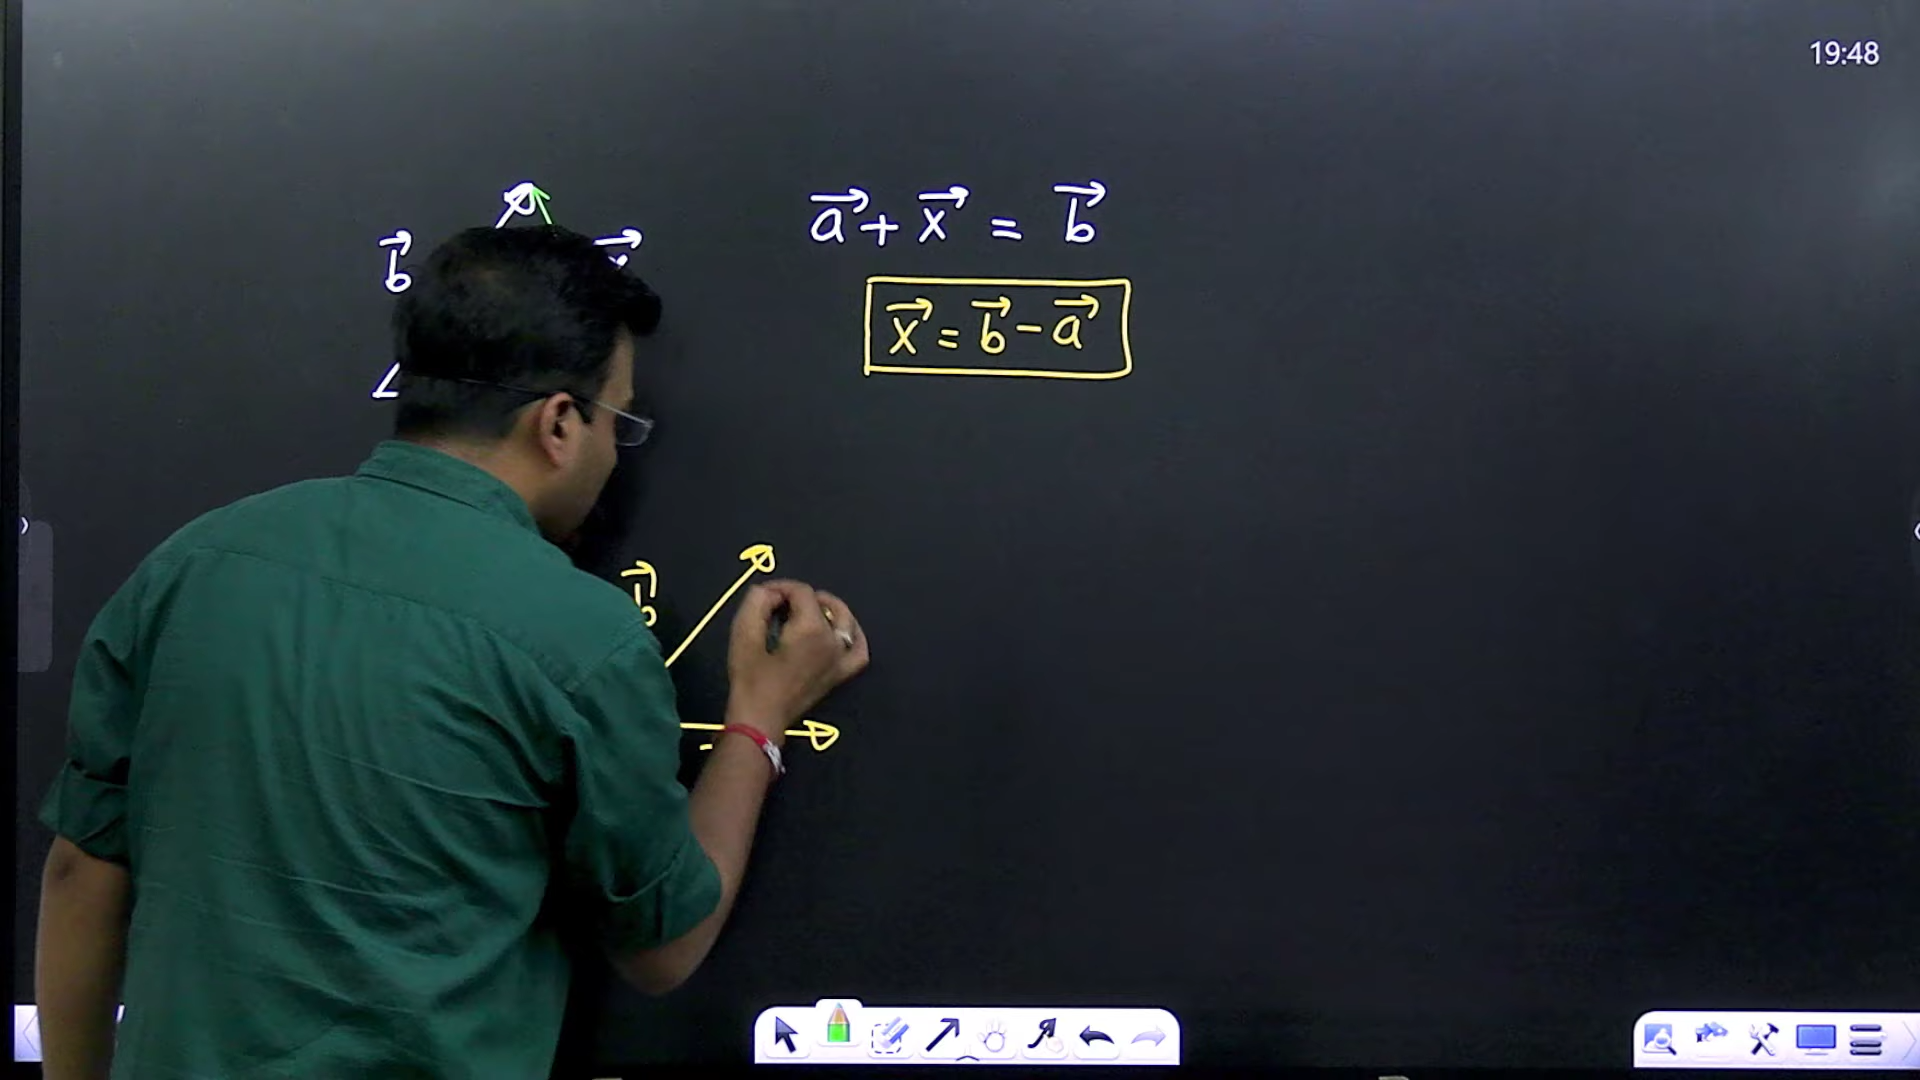 19:48
b⃗
a⃗ + x⃗ = b⃗
x⃗ = b⃗ - a⃗
b⃗